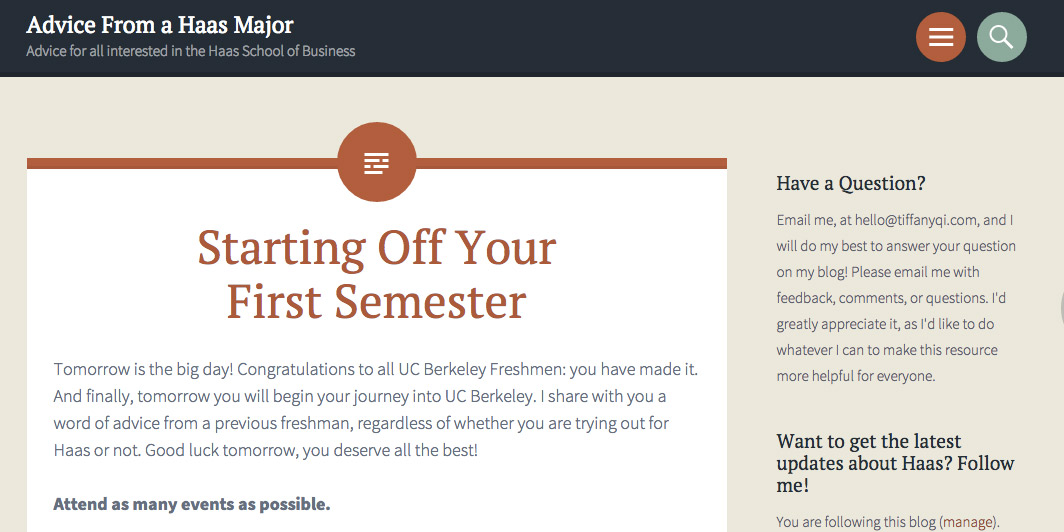 Advice From a Haas Major
Advice for all interested in the Haas School of Business
Starting Off Your
First Semester
Tomorrow is the big day! Congratulations to all UC Berkeley Freshmen: you have made it.
And finally, tomorrow you will begin your journey into UC Berkeley. I share with you a
word of advice from a previous freshman, regardless of whether you are trying out for
Haas or not. Good luck tomorrow, you deserve all the best!
Attend as many events as possible.
Have a Question?
Email me, at hello@tiffanyqi.com, and I
will do my best to answer your question
on my blog! Please email me with
feedback, comments, or questions. I'd
greatly appreciate it, as I'd like to do
whatever I can to make this resource
more helpful for everyone.
Want to get the latest
updates about Haas? Follow
me!
You are following this blog (manage).